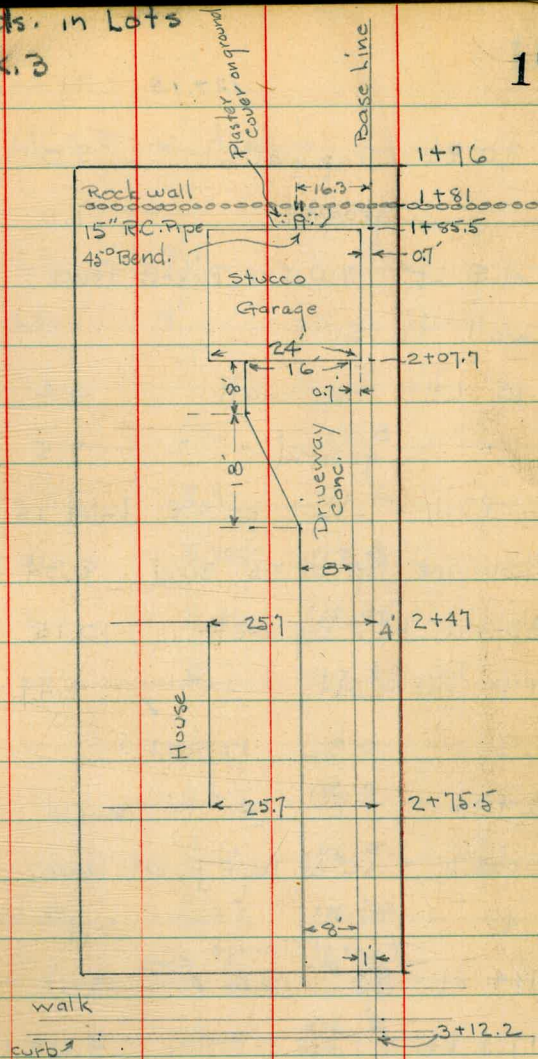 ds. in Lots
K. 3
1
Plaster
cover on ground
Base Line
1+76
16.3
Rock wall
1+81
15" R.C. Pipe
1+85.5
45° Bend.
0.7'
Stucco
Garage
24'
2+07.7
16'
8'
0.7'
18'
Driveway
Conc.
8
25.7
4'
2+47
House
25.7
2+75.5
8'
1'
walk
3+12.2
curb